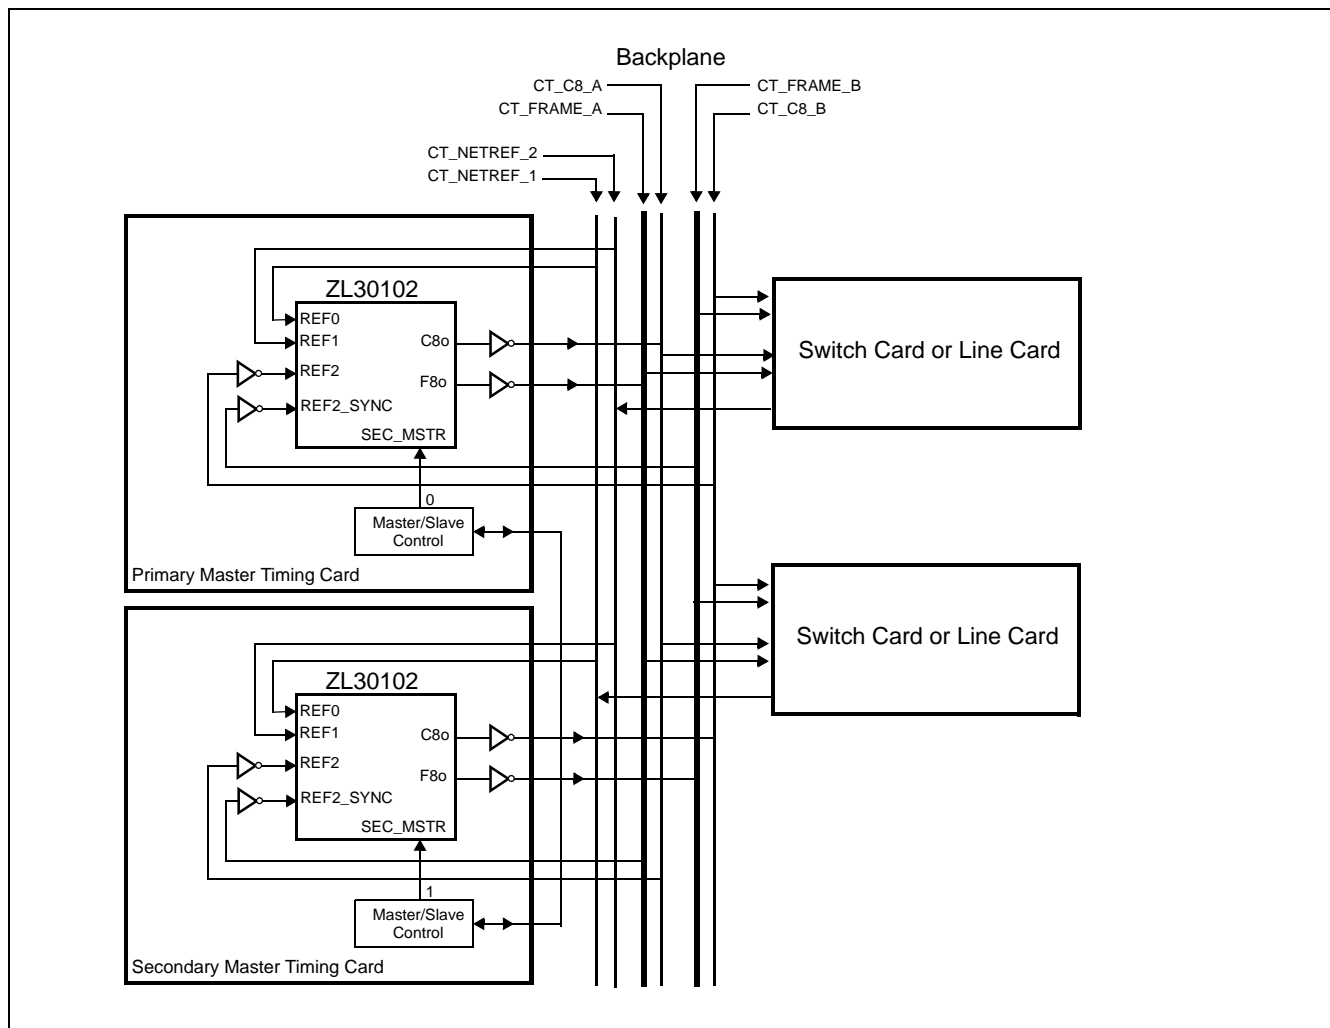 Backplane
CT_C8_A
CT_FRAME_B
CT_FRAME_A
CT_C8_B
CT_NETREF_2
CT_NETREF_1
ZL30102
REF0
REF1
C8o
REF2
F8o
REF2_SYNC
SEC_MSTR
0
Master/Slave
Control
Primary Master Timing Card
Switch Card or Line Card
ZL30102
REF0
REF1
C8o
REF2
F8o
REF2_SYNC
SEC_MSTR
1
Master/Slave
Control
Secondary Master Timing Card
Switch Card or Line Card